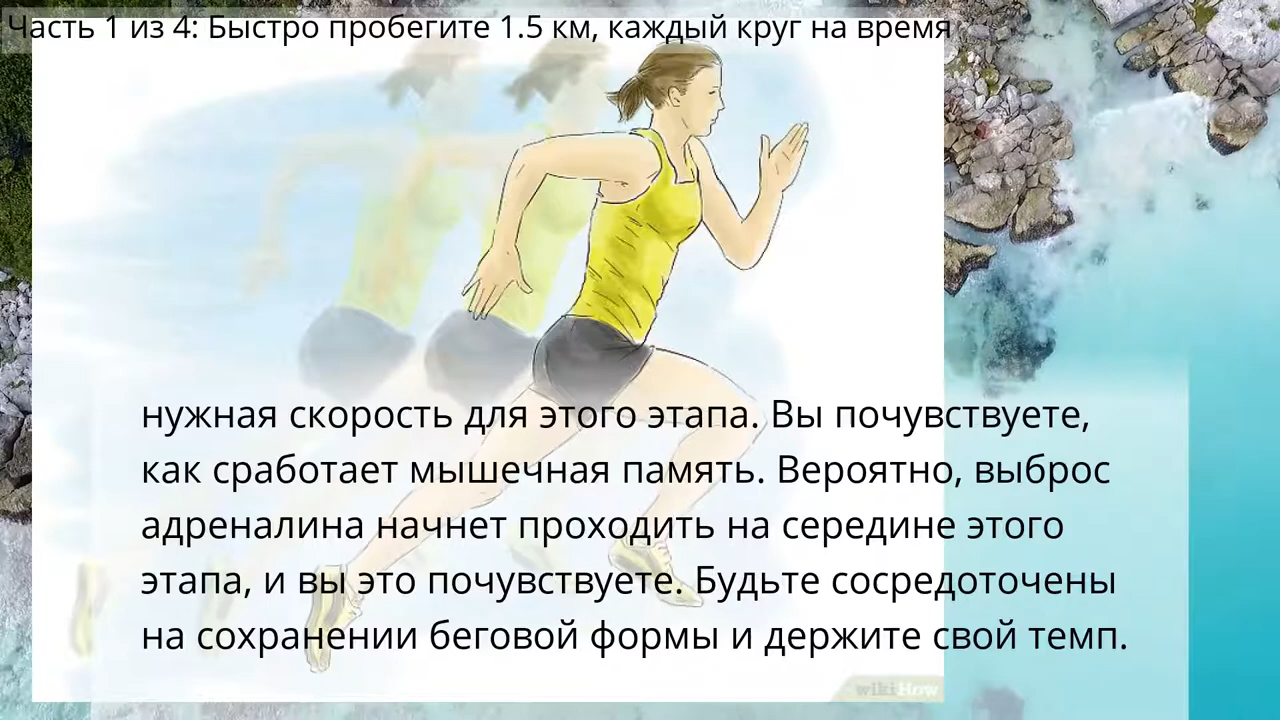 Часть 1 из 4: Быстро пробегите 1.5 км, каждый круг на время
нужная скорость для этого этапа. Вы почувствуете,
как сработает мышечная память. Вероятно, выброс
адреналина начнет проходить на середине этого
этапа, и вы это почувствуете. Будьте сосредоточены
на сохранении беговой формы и держите свой темп.
wikiHow